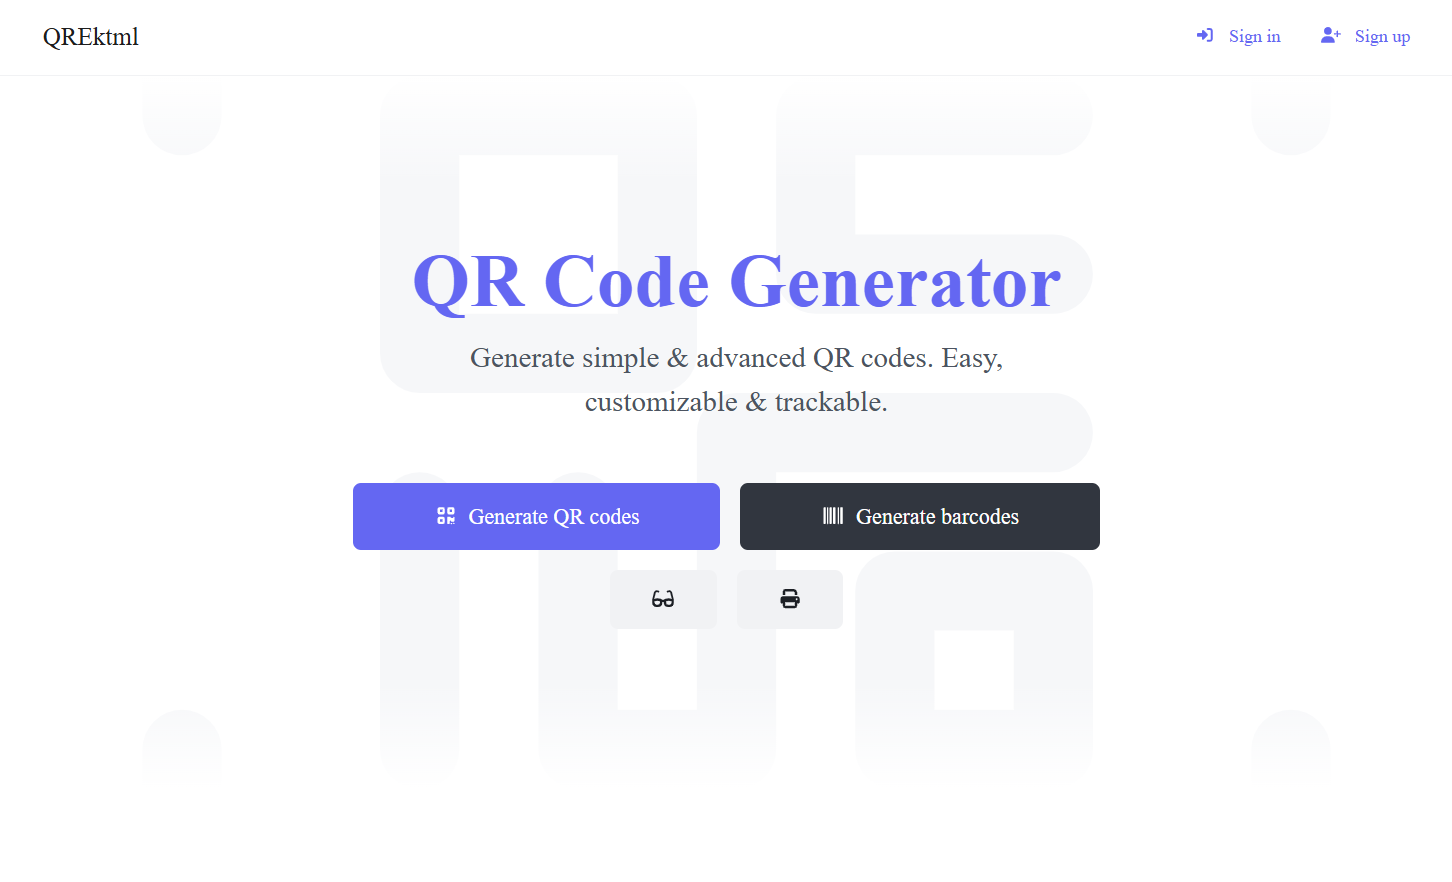 QREktml
Sign in
Sign up
QR Code Generator
Generate simple & advanced QR codes. Easy,
customizable & trackable.
Generate QR codes
Generate barcodes